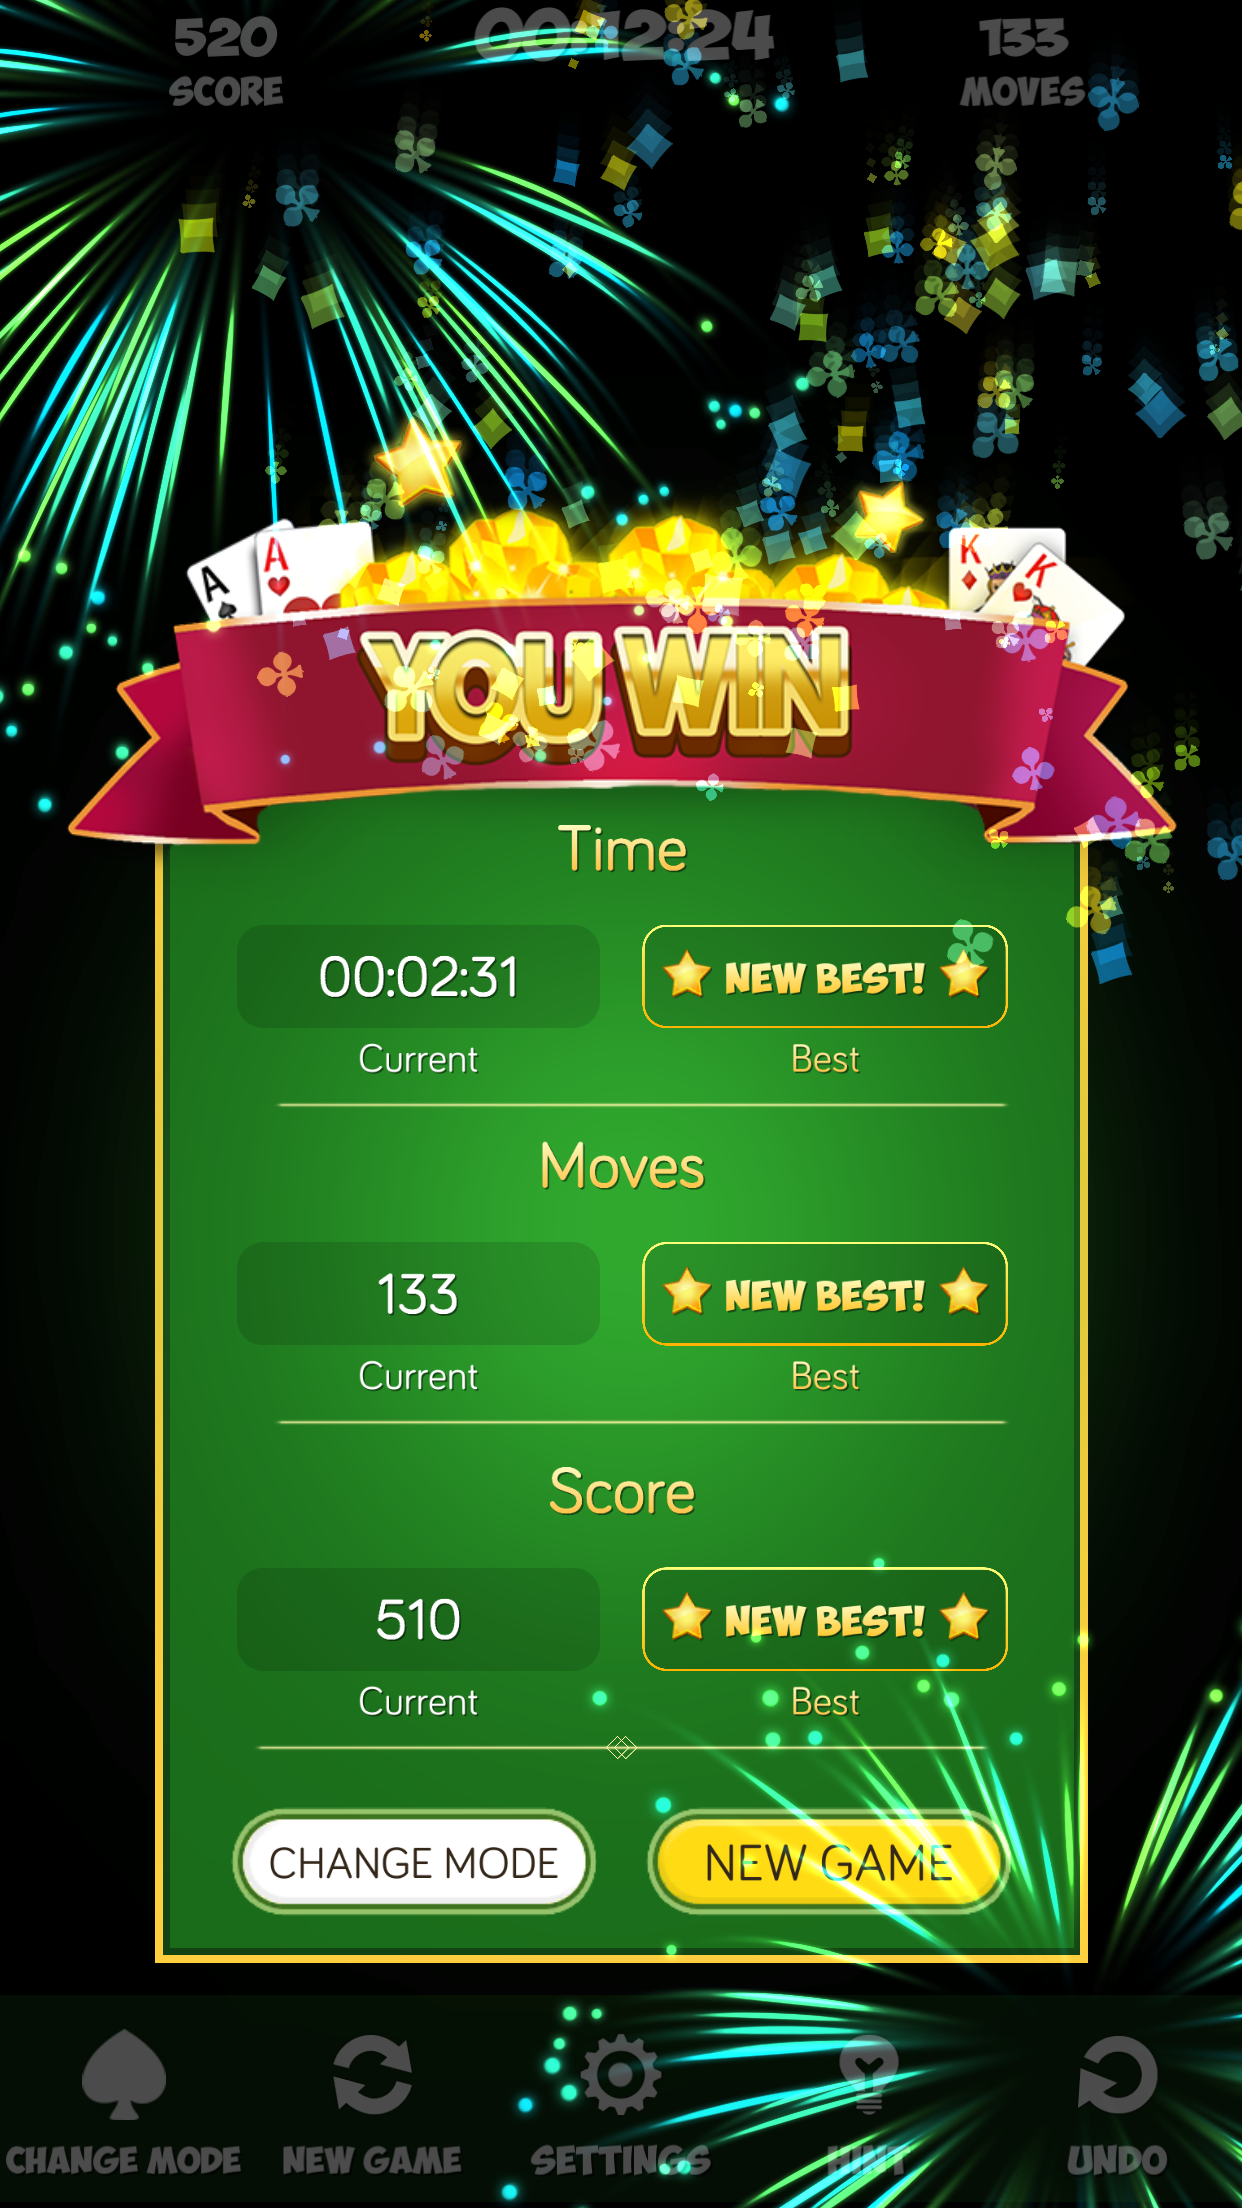 520
00:12:24
133
SCORE
MOVES
A
A
K
K
YOU WIN
Time
00:02:31
NEW BEST!
Current
Best
Moves
133
NEW BEST!
Current
Best
Score
510
NEW BEST!
Current
Best
CHANGE MODE
NEW GAME
CHANGE MODE
NEW GAME
SETTINGS
HINT
UNDO